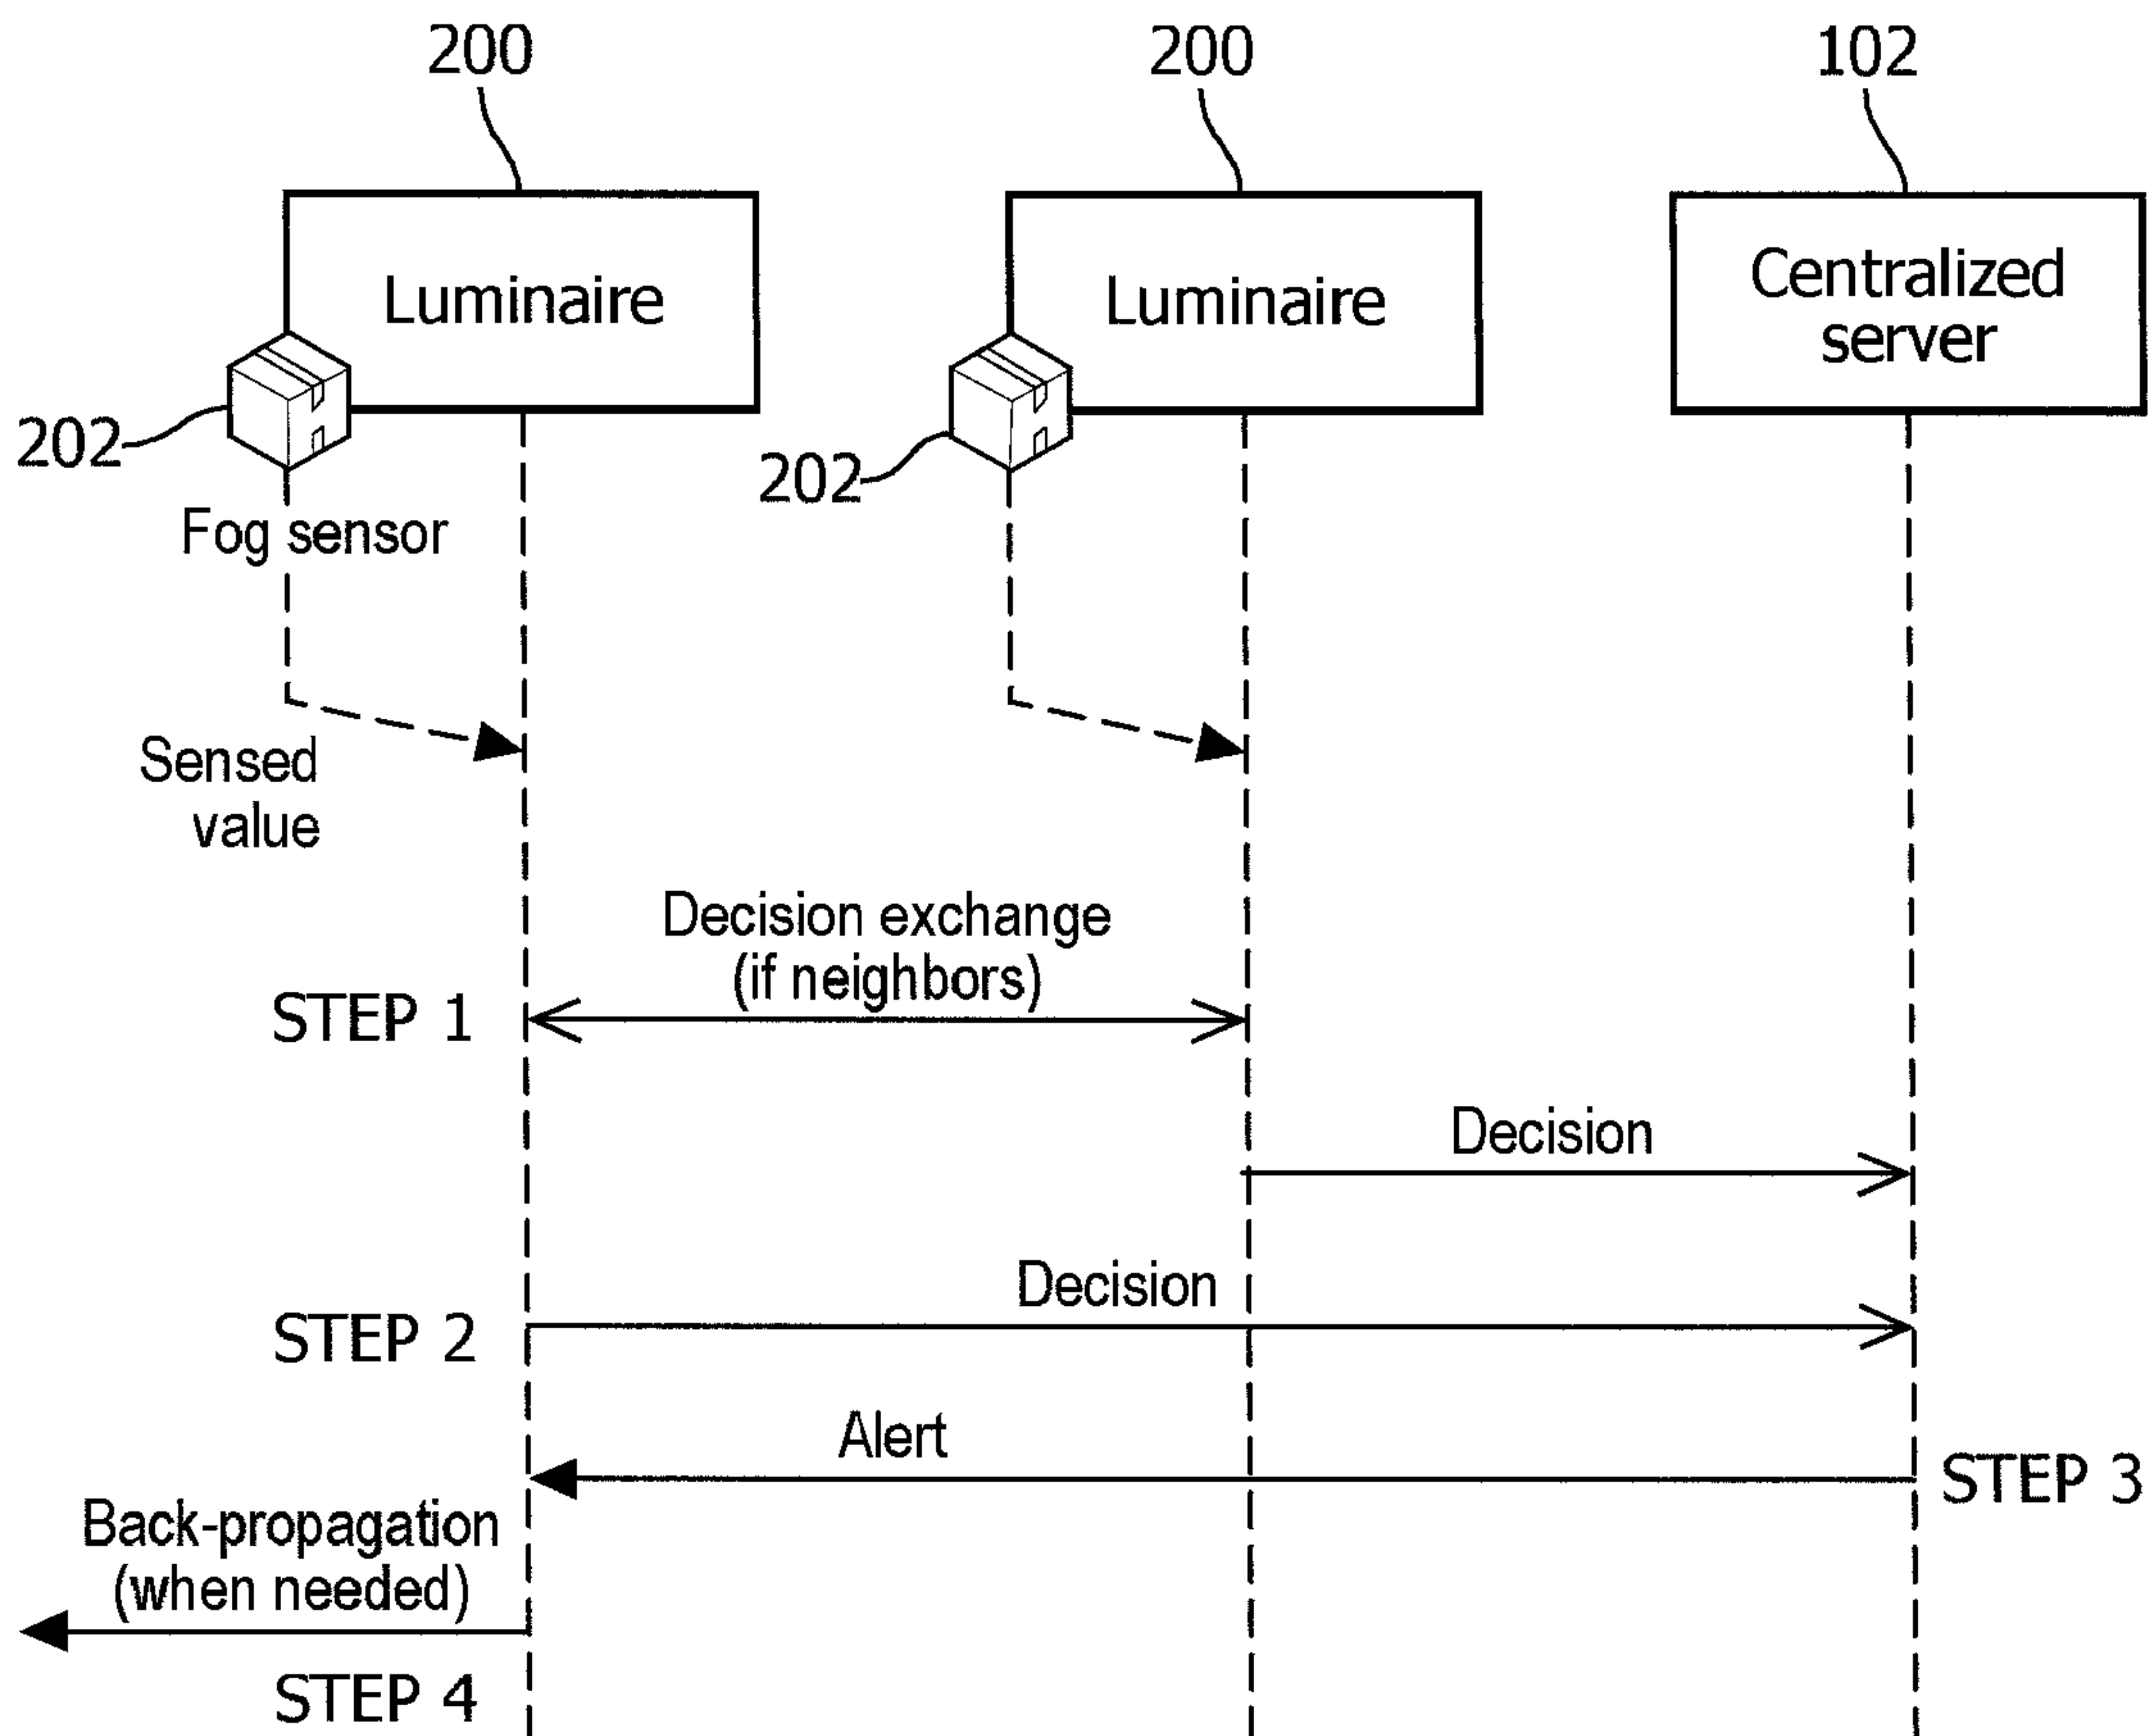 200
200
102
Luminaire
Luminaire
Centralized
server
202
202
Fog sensor
Sensed
value
Decision exchange
(if neighbors)
STEP 1
Decision
Decision
STEP 2
Alert
STEP 3
Back-propagation
(when needed)
STEP 4